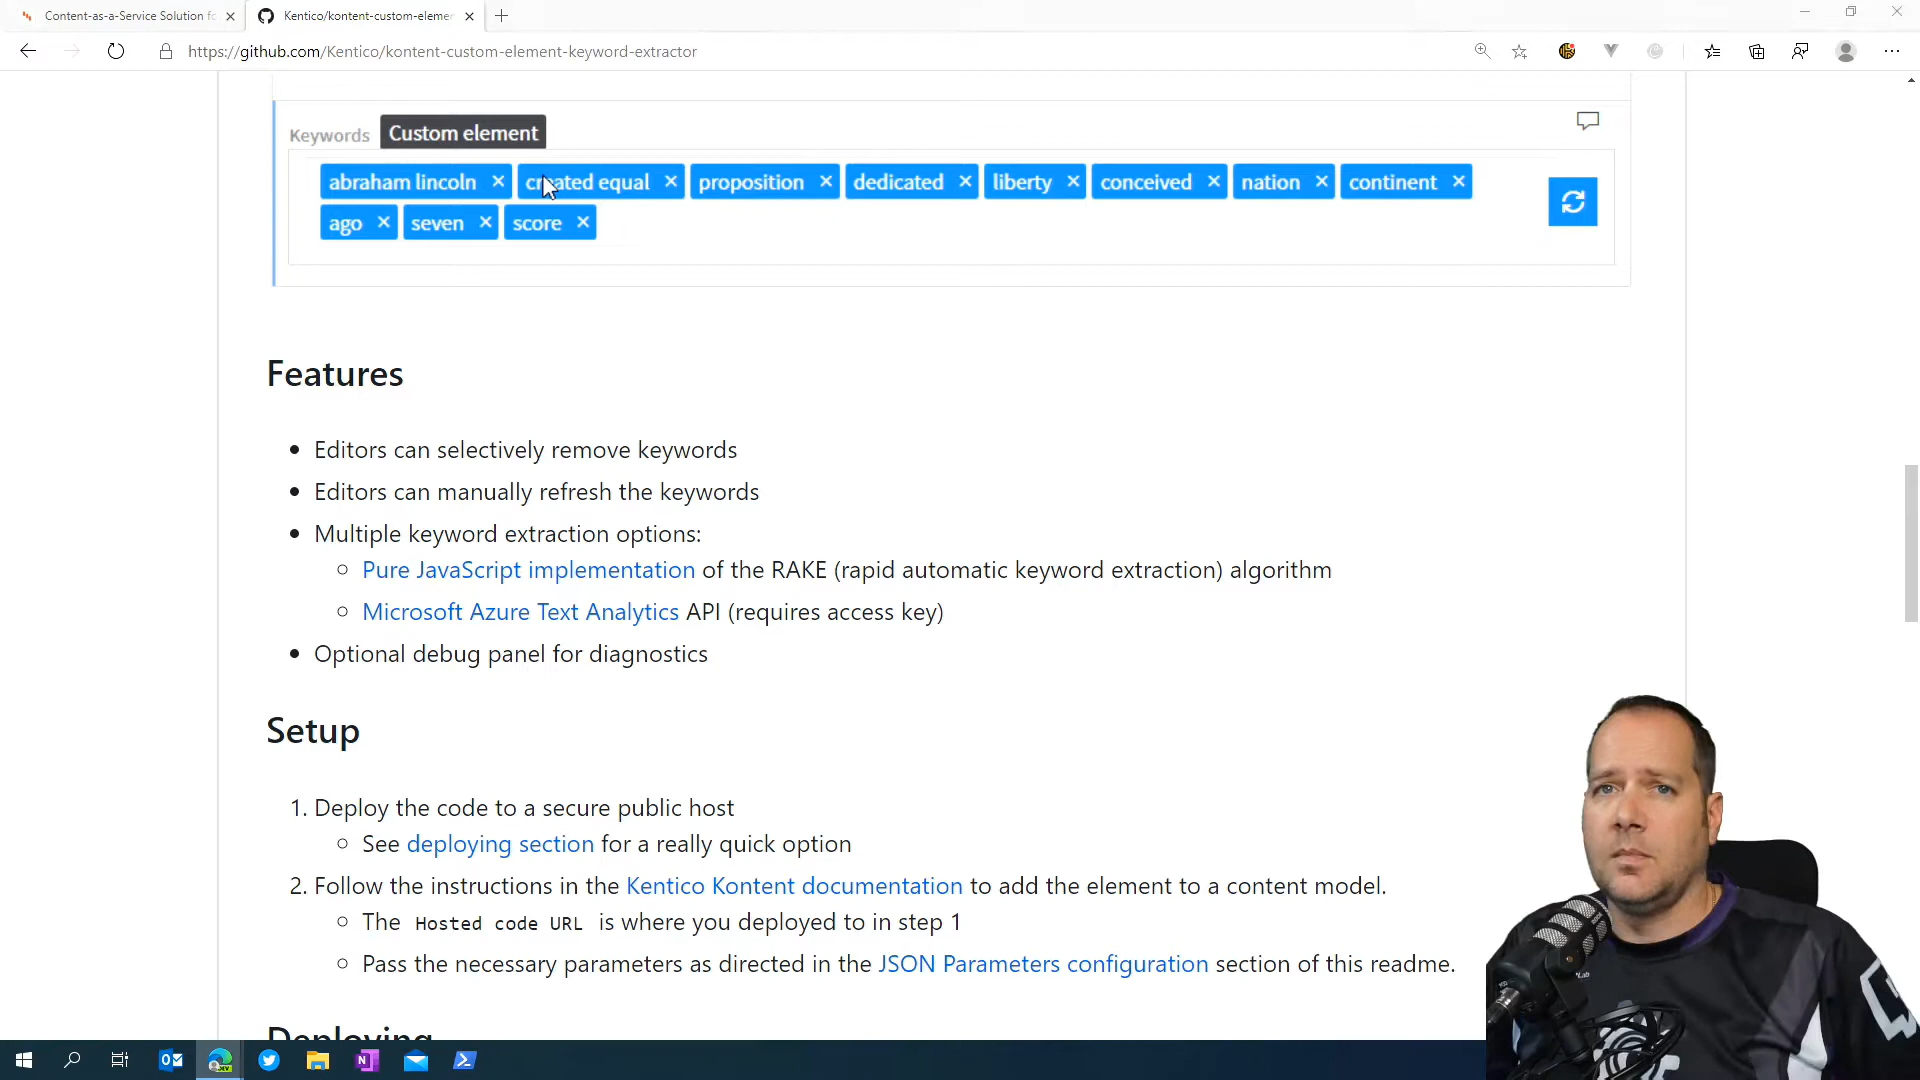 Content-as-a-Service Solution fo
Kentico/kontent-custom-eleme
https://github.com/Kentico/kontent-custom-element-keyword-extractor
Keywords Custom element
abraham lincoln × created equal × proposition × dedicated × liberty × conceived × nation × continent ×
ago × seven × score ×
Features
• Editors can selectively remove keywords
• Editors can manually refresh the keywords
• Multiple keyword extraction options:
○ Pure JavaScript implementation of the RAKE (rapid automatic keyword extraction) algorithm
○ Microsoft Azure Text Analytics API (requires access key)
• Optional debug panel for diagnostics
Setup
1. Deploy the code to a secure public host
○ See deploying section for a really quick option
2. Follow the instructions in the Kentico Kontent documentation to add the element to a content model.
○ The Hosted code URL is where you deployed to in step 1
○ Pass the necessary parameters as directed in the JSON Parameters configuration section of this readme.
Deploying